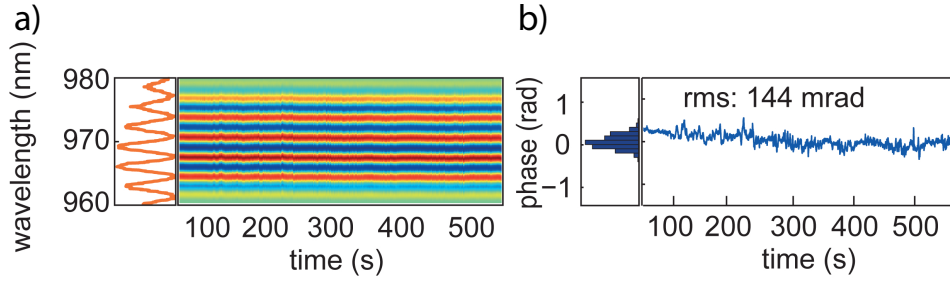 a)
wavelength (nm)
980
970
960
100 200 300 400 500
time (s)
b)
phase (rad)
1
0
−1
rms: 144 mrad
100 200 300 400 500
time (s)